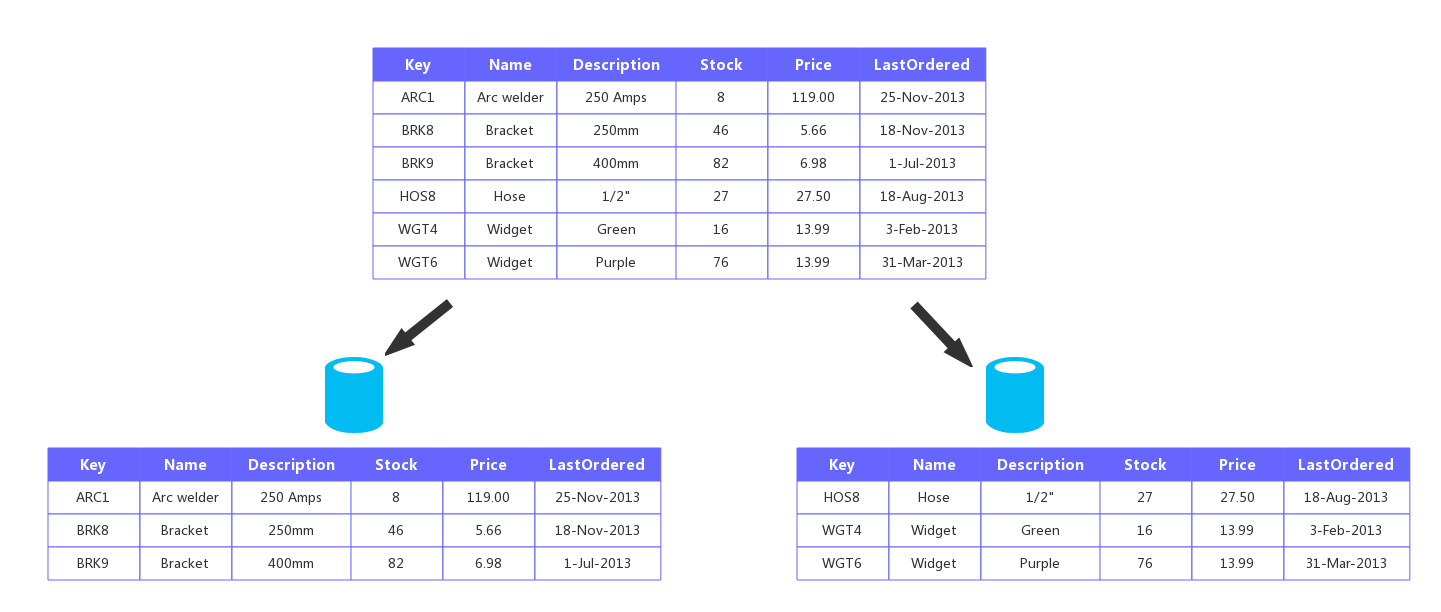 Key Name Description Stock Price LastOrdered
ARC1 Arc welder 250 Amps 8 119.00 25-Nov-2013
BRK8 Bracket 250mm 46 5.66 18-Nov-2013
BRK9 Bracket 400mm 82 6.98 1-Jul-2013
HOS8 Hose 1/2" 27 27.50 18-Aug-2013
WGT4 Widget Green 16 13.99 3-Feb-2013
WGT6 Widget Purple 76 13.99 31-Mar-2013
Key Name Description Stock Price LastOrdered
ARC1 Arc welder 250 Amps 8 119.00 25-Nov-2013
BRK8 Bracket 250mm 46 5.66 18-Nov-2013
BRK9 Bracket 400mm 82 6.98 1-Jul-2013
Key Name Description Stock Price LastOrdered
HOS8 Hose 1/2" 27 27.50 18-Aug-2013
WGT4 Widget Green 16 13.99 3-Feb-2013
WGT6 Widget Purple 76 13.99 31-Mar-2013